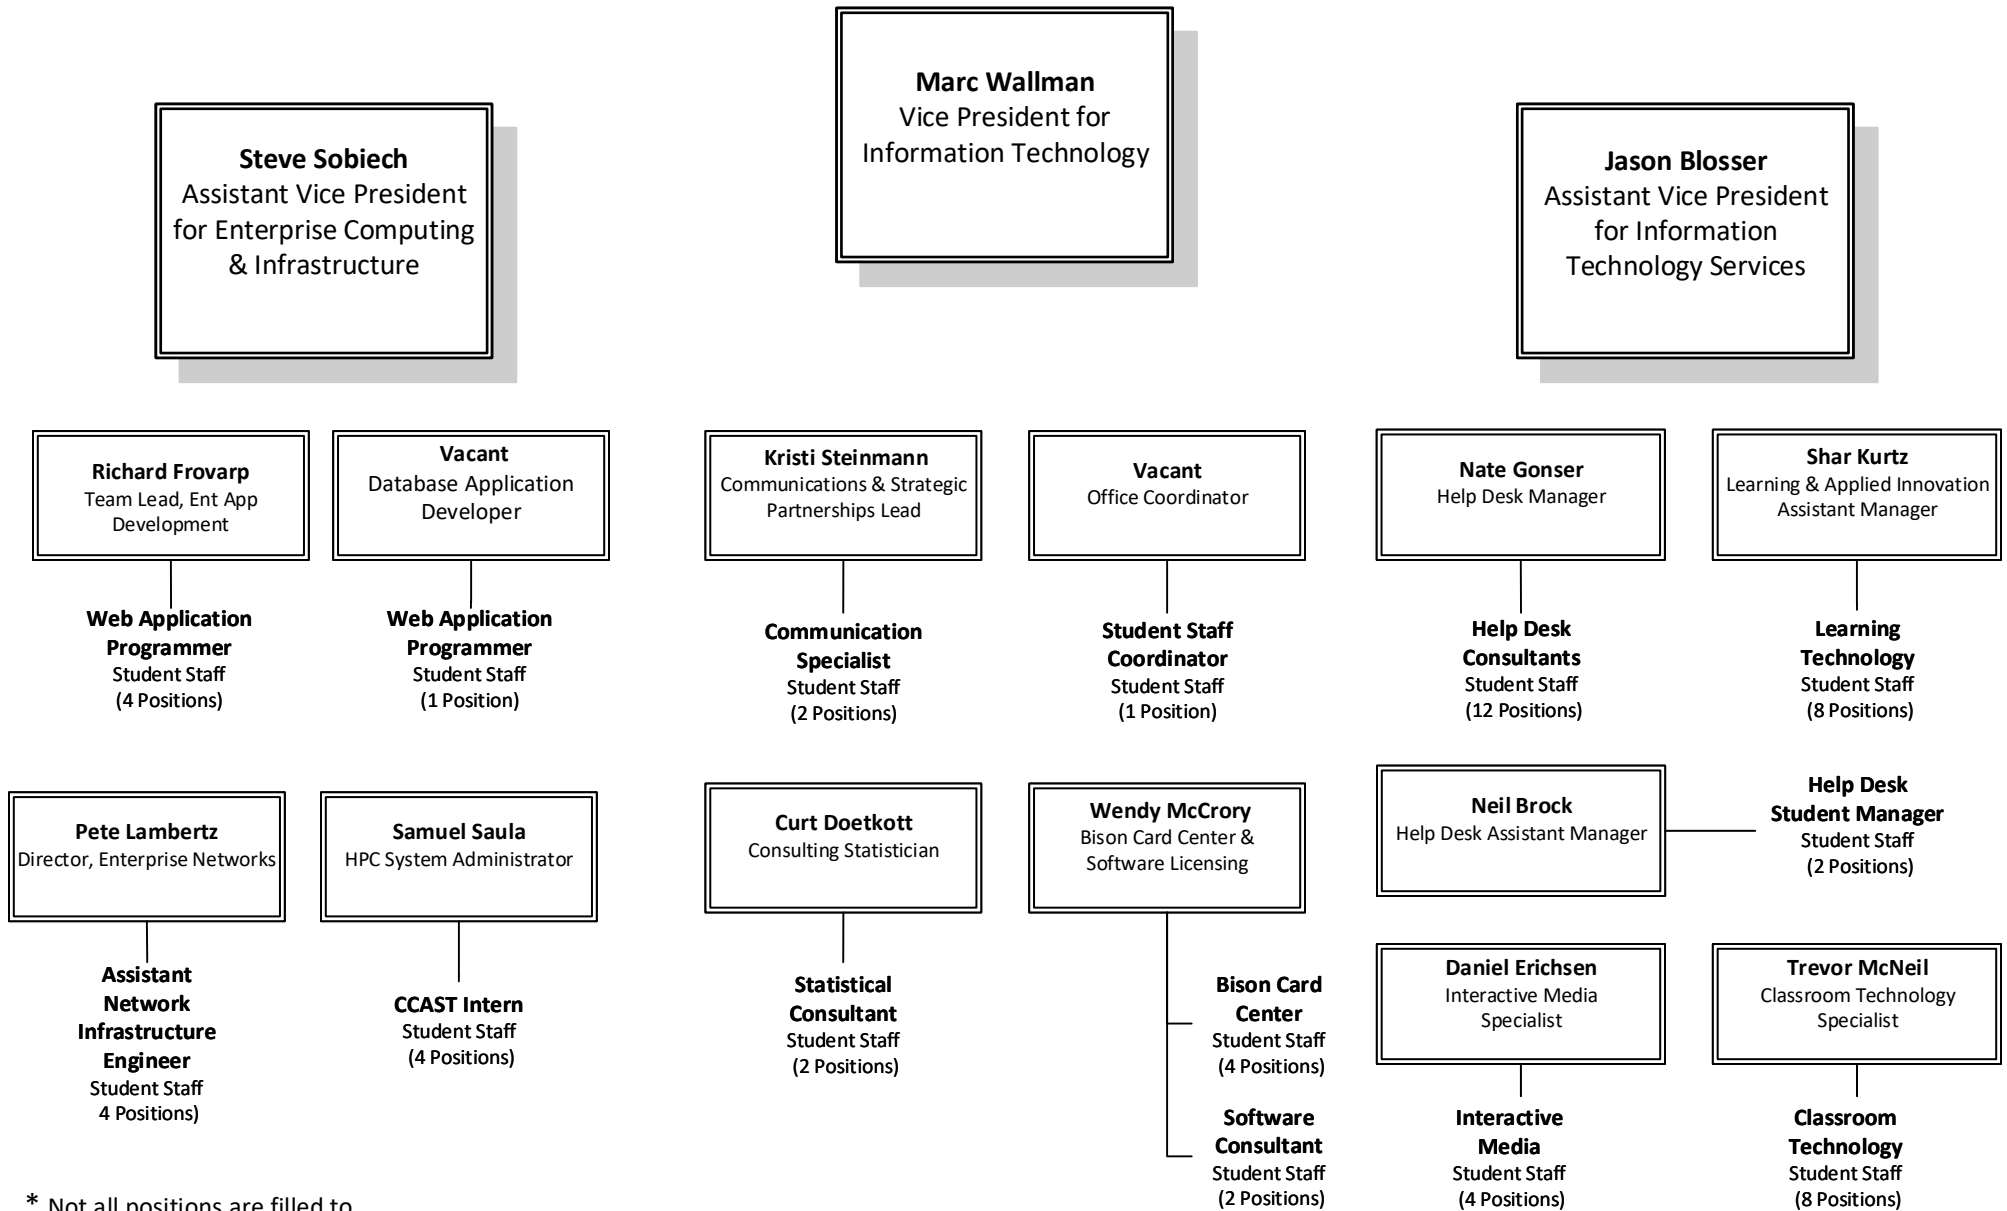 Marc Wallman
Vice President for
Information Technology
Steve Sobiech
Assistant Vice President
for Enterprise Computing
& Infrastructure
Jason Blosser
Assistant Vice President
for Information
Technology Services
Richard Frovarp
Team Lead, Ent App
Development
Web Application
Programmer
Student Staff
(4 Positions)
Vacant
Database Application
Developer
Web Application
Programmer
Student Staff
(1 Position)
Kristi Steinmann
Communications & Strategic
Partnerships Lead
Communication
Specialist
Student Staff
(2 Positions)
Vacant
Office Coordinator
Student Staff
Coordinator
Student Staff
(1 Position)
Nate Gonser
Help Desk Manager
Help Desk
Consultants
Student Staff
(12 Positions)
Shar Kurtz
Learning & Applied Innovation
Assistant Manager
Learning
Technology
Student Staff
(8 Positions)
Pete Lambertz
Director, Enterprise Networks
Assistant
Network
Infrastructure
Engineer
Student Staff
4 Positions)
Samuel Saula
HPC System Administrator
CCAST Intern
Student Staff
(4 Positions)
Curt Doetkott
Consulting Statistician
Statistical
Consultant
Student Staff
(2 Positions)
Wendy McCrory
Bison Card Center &
Software Licensing
Bison Card
Center
Student Staff
(4 Positions)
Software
Consultant
Student Staff
(2 Positions)
Neil Brock
Help Desk Assistant Manager
Help Desk
Student Manager
Student Staff
(2 Positions)
Daniel Erichsen
Interactive Media
Specialist
Interactive
Media
Student Staff
(4 Positions)
Trevor McNeil
Classroom Technology
Specialist
Classroom
Technology
Student Staff
(8 Positions)
* Not all positions are filled to